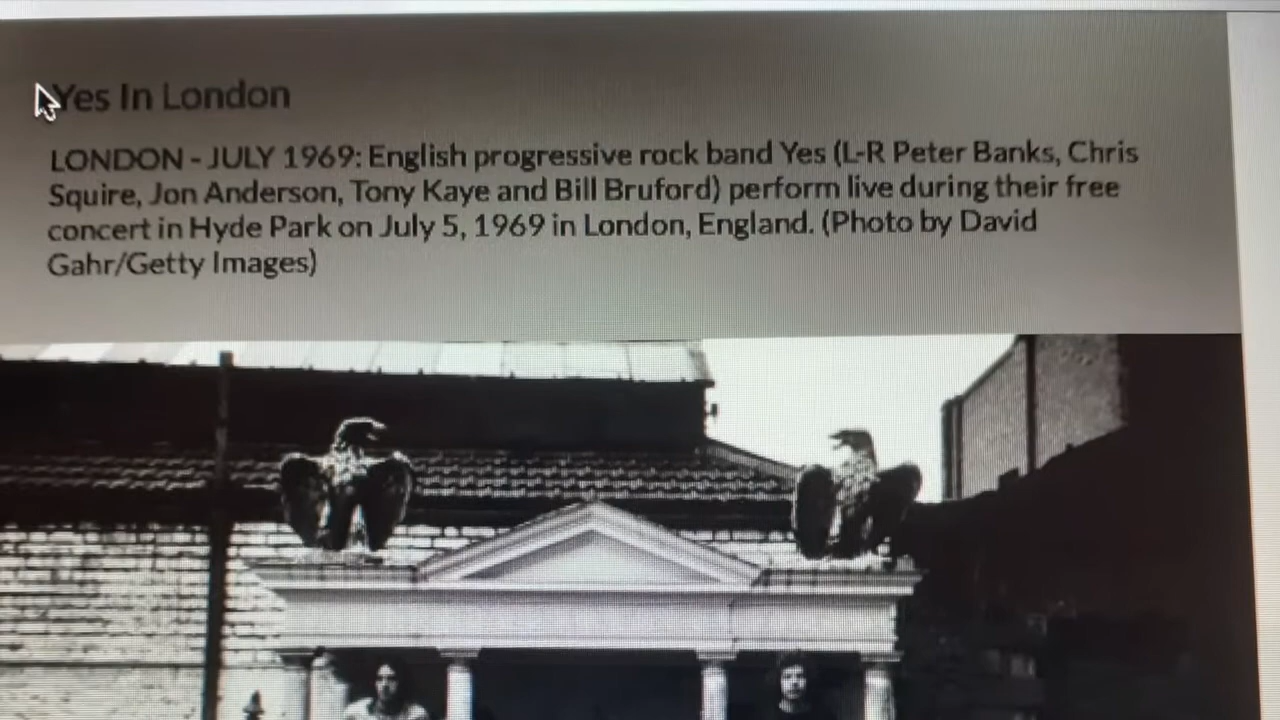 Yes In London
LONDON - JULY 1969: English progressive rock band Yes (L-R Peter Banks, Chris
Squire, Jon Anderson, Tony Kaye and Bill Bruford) perform live during their free
concert in Hyde Park on July 5, 1969 in London, England. (Photo by David
Gahr/Getty Images)